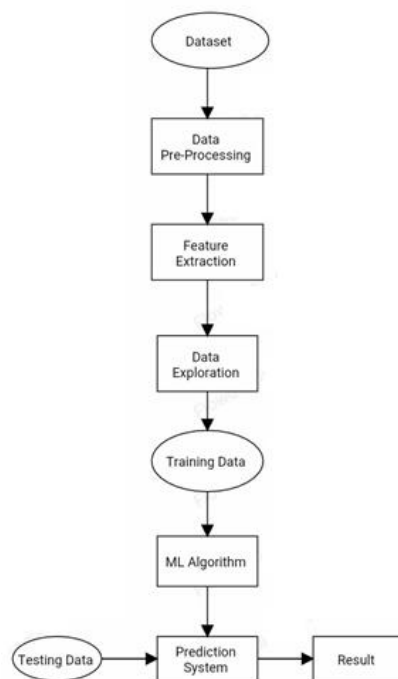 Dataset
Data
Pre-Processing
Feature
Extraction
Data
Exploration
Training Data
ML Algorithm
Testing Data
Prediction
System
Result